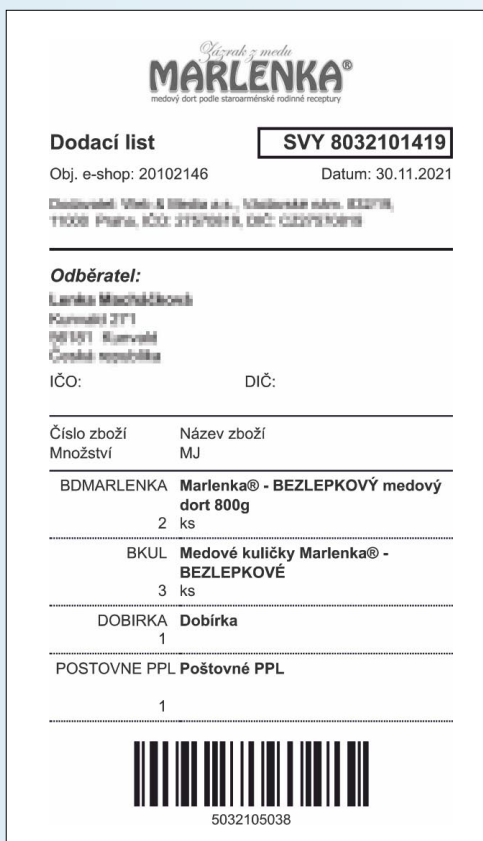 Zázrak z medu
MARLENKA®
medový dort podle staroarménské rodinné receptury
Dodací list
SVY 8032101419
Obj. e-shop: 20102146
Datum: 30.11.2021
Odběratel:
IČO:
DIČ:
Číslo zboží
Název zboží
Množství
MJ
BDMARLENKA Marlenka® - BEZLEPKOVÝ medový
dort 800g
2 ks
BKUL Medové kuličky Marlenka® -
BEZLEPKOVÉ
3 ks
DOBIRKA Dobírka
1
POSTOVNE PPL Poštovné PPL
1
5032105038